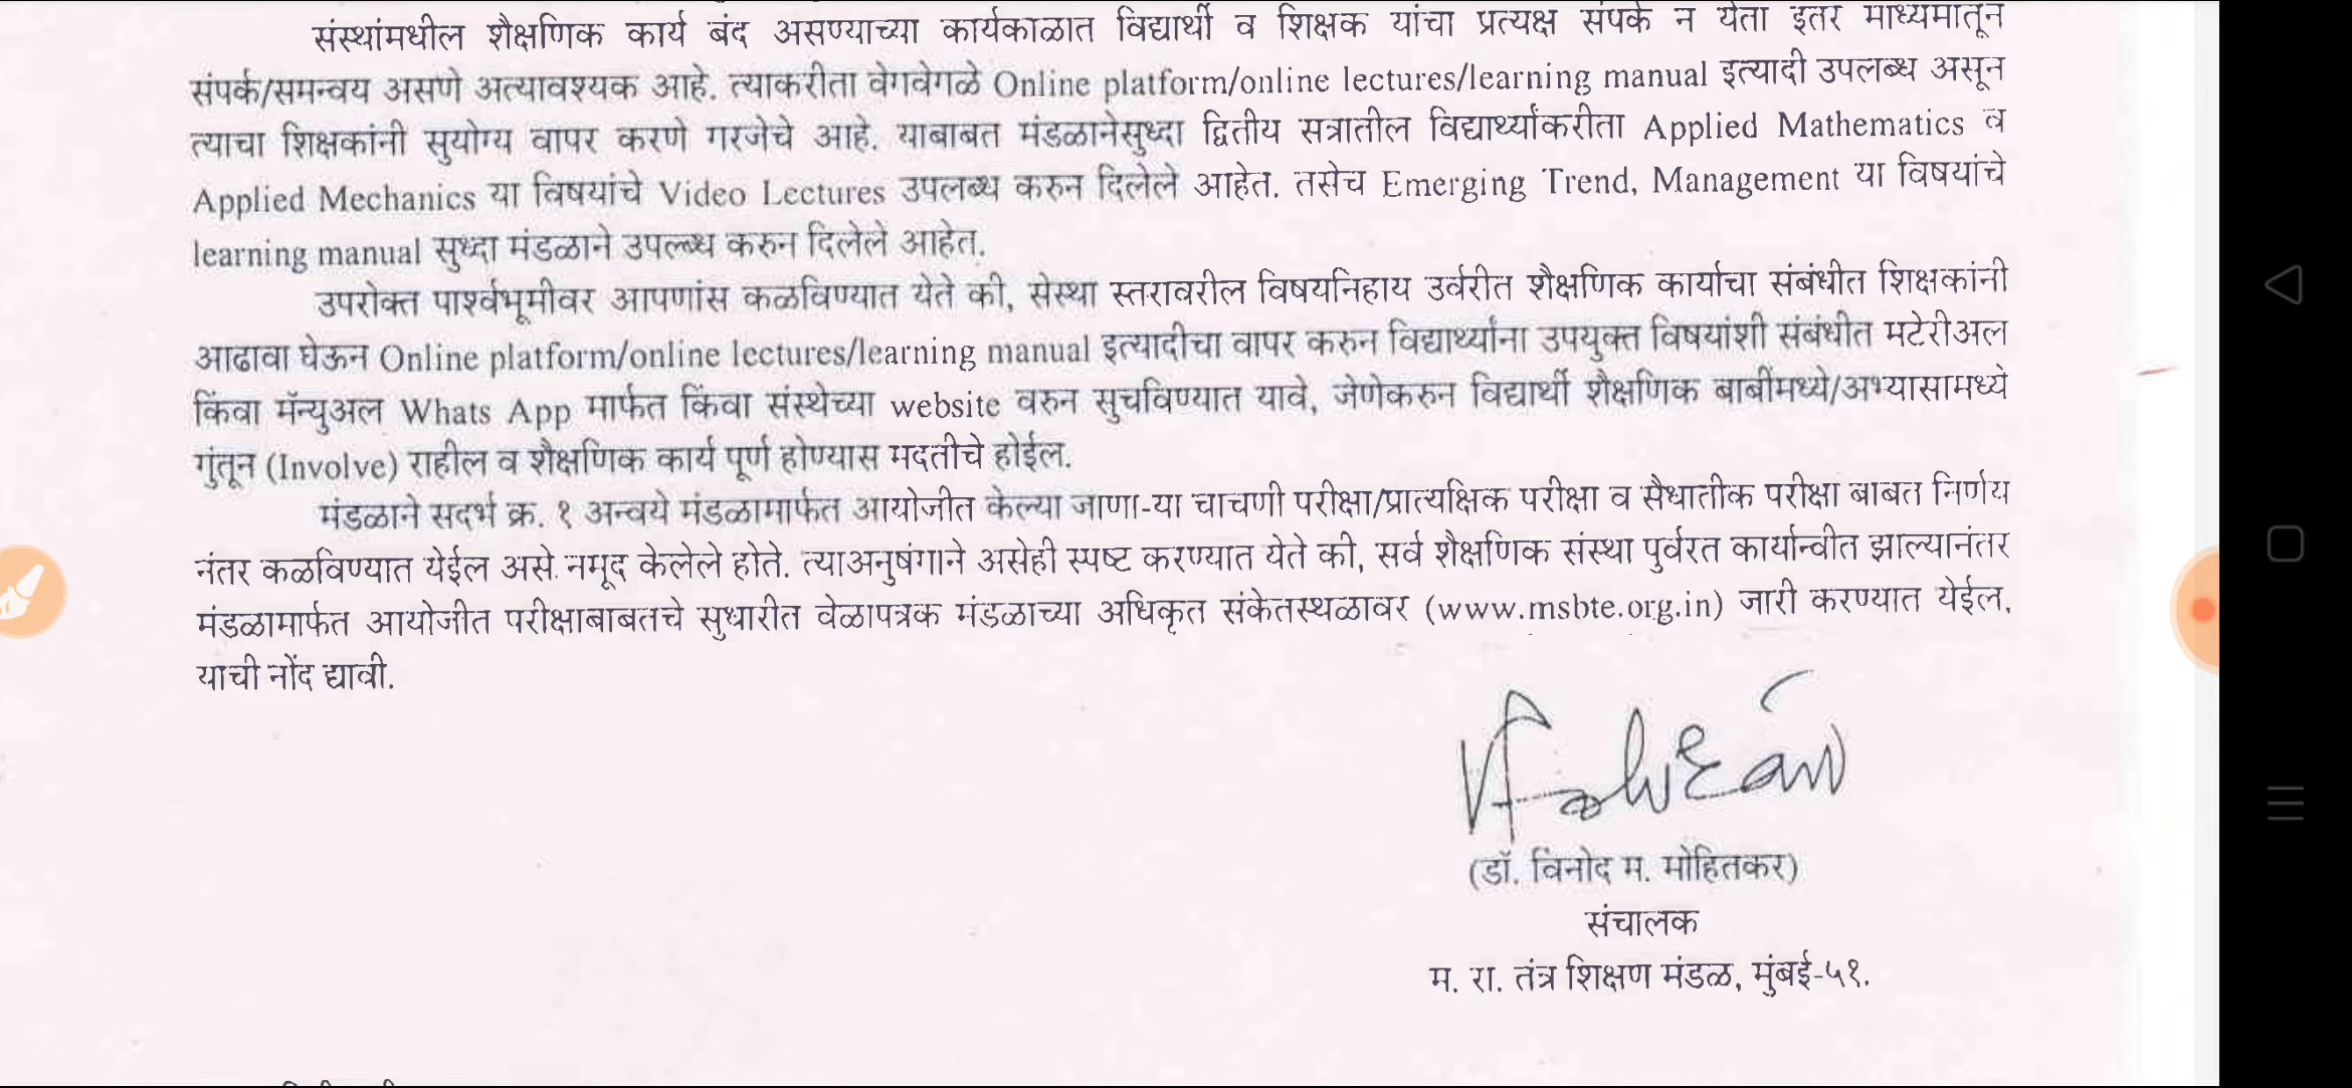 संस्थांमधील शैक्षणिक कार्य बंद असण्याच्या कार्यकाळात विद्यार्थी व शिक्षक यांचा प्रत्यक्ष संपर्क न येता इतर माध्यमातून
संपर्क/समन्वय असणे अत्यावश्यक आहे. त्याकरीता वेगवेगळे Online platform/online lectures/learning manual इत्यादी उपलब्ध असून
त्याचा शिक्षकांनी सुयोग्य वापर करणे गरजेचे आहे. याबाबत मंडळानेसुध्दा द्वितीय सत्रातील विद्यार्थ्यांकरीता Applied Mathematics व
Applied Mechanics या विषयांचे Video Lectures उपलब्ध करुन दिलेले आहेत. तसेच Emerging Trend, Management या विषयांचे
learning manual सुध्दा मंडळाने उपल्ब्ध करुन दिलेले आहेत.
उपरोक्त पार्श्वभूमीवर आपणांस कळविण्यात येते की, सेस्था स्तरावरील विषयनिहाय उर्वरीत शैक्षणिक कार्याचा संबंधीत शिक्षकांनी
आढावा घेऊन Online platform/online lectures/learning manual इत्यादीचा वापर करुन विद्यार्थ्यांना उपयुक्त विषयांशी संबंधीत मटेरीअल
किंवा मॅन्युअल Whats App मार्फत किंवा संस्थेच्या website वरुन सुचविण्यात यावे, जेणेकरुन विद्यार्थी शैक्षणिक बाबींमध्ये/अभ्यासामध्ये
गुंतून (Involve) राहील व शैक्षणिक कार्य पूर्ण होण्यास मदतीचे होईल.
मंडळाने सदर्भ क्र. १ अन्वये मंडळामार्फत आयोजीत केल्या जाणा-या चाचणी परीक्षा/प्रात्यक्षिक परीक्षा व सैधातीक परीक्षा बाबत निर्णय
नंतर कळविण्यात येईल असे नमूद केलेले होते. त्याअनुषंगाने असेही स्पष्ट करण्यात येते की, सर्व शैक्षणिक संस्था पुर्वरत कार्यान्वीत झाल्यानंतर
मंडळामार्फत आयोजीत परीक्षाबाबतचे सुधारीत वेळापत्रक मंडळाच्या अधिकृत संकेतस्थळावर (www.msbte.org.in) जारी करण्यात येईल,
याची नोंद द्यावी.
(डॉ. विनोद म. मोहितकर)
संचालक
म. रा. तंत्र शिक्षण मंडळ, मुंबई-५१.